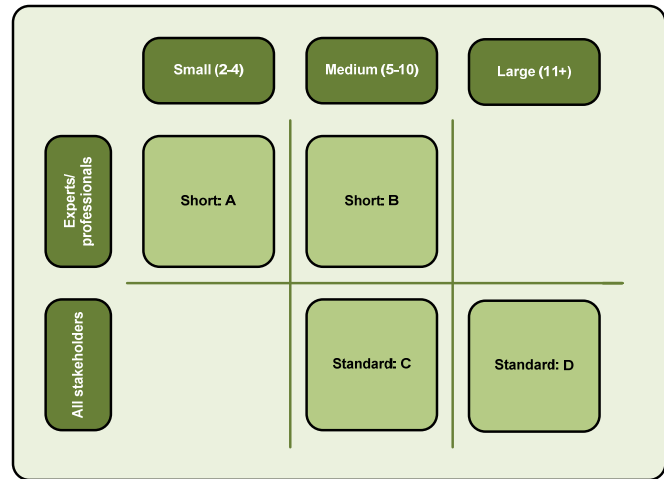 Small (2-4)
Medium (5-10)
Large (11+)
Experts/
professionals
Short: A
Short: B
All stakeholders
Standard: C
Standard: D